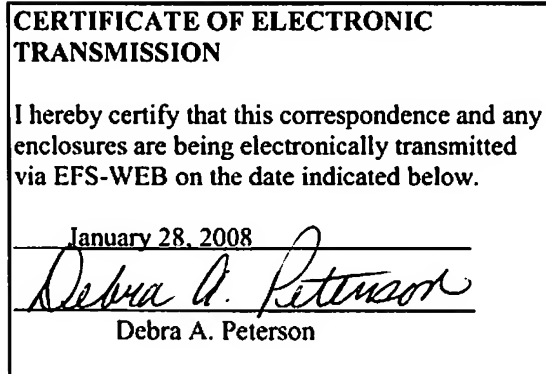 CERTIFICATE OF ELECTRONIC
TRANSMISSION
I hereby certify that this correspondence and any
enclosures are being electronically transmitted
via EFS-WEB on the date indicated below.
January 28, 2008
Debra A. Peterson
Debra A. Peterson